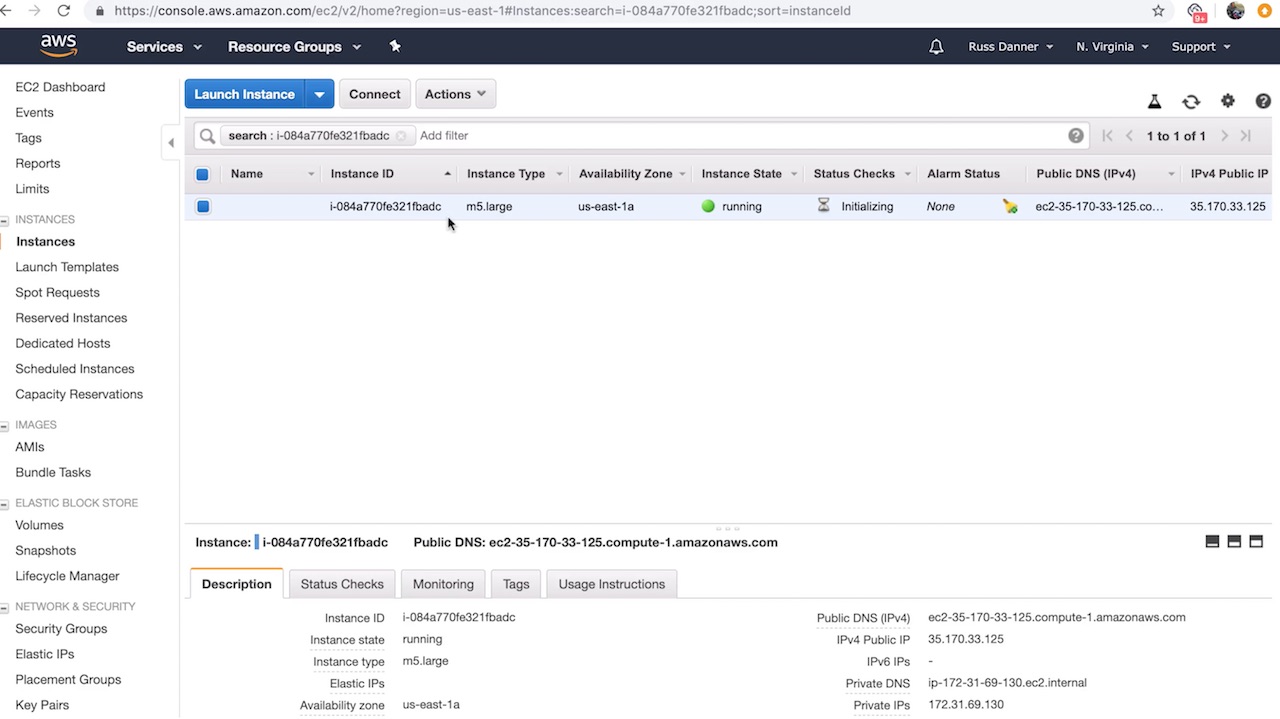 https://console.aws.amazon.com/ec2/v2/home?region=us-east-1#Instances:search=i-084a770fe321fbadc;sort=instanceId
9+
aws
Services
Resource Groups
Russ Danner
N. Virginia
Support
EC2 Dashboard
Events
Tags
Reports
Limits
INSTANCES
Instances
Launch Templates
Spot Requests
Reserved Instances
Dedicated Hosts
Scheduled Instances
Capacity Reservations
IMAGES
AMIs
Bundle Tasks
ELASTIC BLOCK STORE
Volumes
Snapshots
Lifecycle Manager
NETWORK & SECURITY
Security Groups
Elastic IPs
Placement Groups
Key Pairs
Launch Instance
Connect
Actions
search : i-084a770fe321fbadc
Add filter
1 to 1 of 1
Name Instance ID Instance Type Availability Zone Instance State Status Checks Alarm Status Public DNS (IPv4) IPv4 Public IP
i-084a770fe321fbadc m5.large us-east-1a running Initializing None ec2-35-170-33-125.co... 35.170.33.125
Instance: i-084a770fe321fbadc Public DNS: ec2-35-170-33-125.compute-1.amazonaws.com
Description Status Checks Monitoring Tags Usage Instructions
Instance ID i-084a770fe321fbadc
Instance state running
Instance type m5.large
Elastic IPs
Availability zone us-east-1a
Public DNS (IPv4) ec2-35-170-33-125.compute-1.amazonaws.com
IPv4 Public IP 35.170.33.125
IPv6 IPs -
Private DNS ip-172-31-69-130.ec2.internal
Private IPs 172.31.69.130